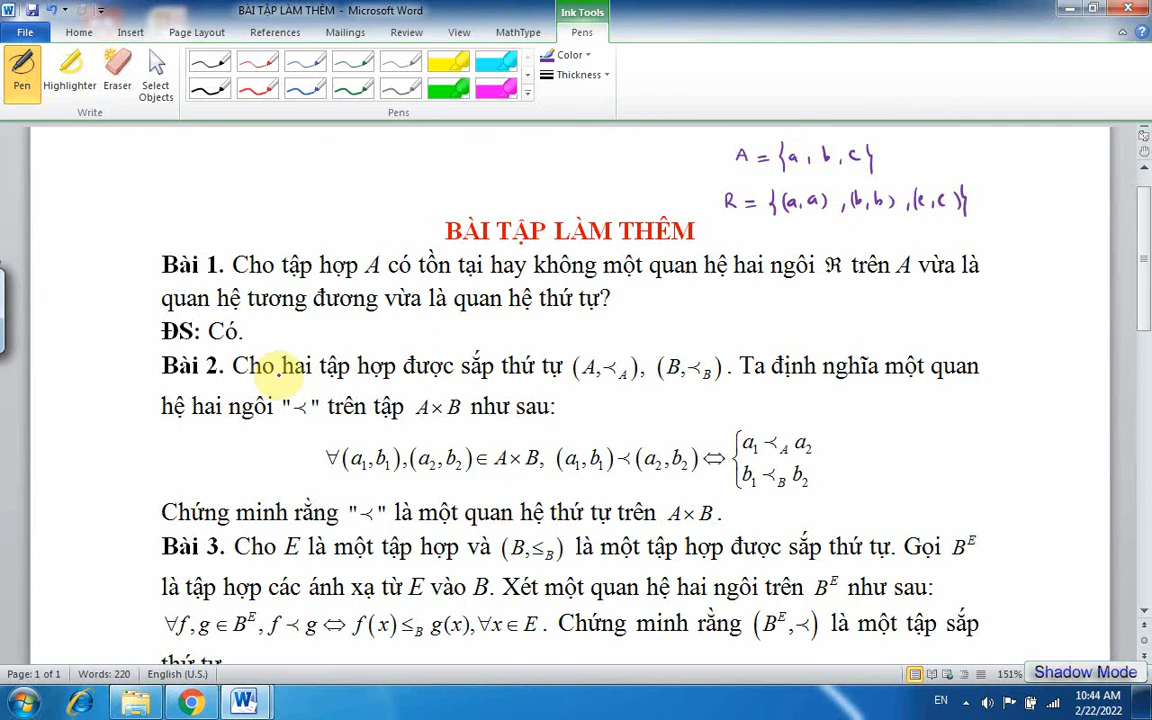 BÀI TẬP LÀM THÊM - Microsoft Word
Ink Tools
File Home Insert Page Layout References Mailings Review View MathType Pens
Pen Highlighter Eraser Select Objects
Color
Thickness
Write
Pens
A = {a, b, c}
R = {(a,a), (b,b), (c,c)}
BÀI TẬP LÀM THÊM
Bài 1. Cho tập hợp A có tồn tại hay không một quan hệ hai ngôi ℜ trên A vừa là
quan hệ tương đương vừa là quan hệ thứ tự?
ĐS: Có.
Bài 2. Cho hai tập hợp được sắp thứ tự (A,≺_A), (B,≺_B). Ta định nghĩa một quan
hệ hai ngôi "≺" trên tập A×B như sau:
∀(a₁,b₁),(a₂,b₂)∈A×B, (a₁,b₁)≺(a₂,b₂)⇔{a₁ ≺_A a₂
b₁ ≺_B b₂
Chứng minh rằng "≺" là một quan hệ thứ tự trên A×B.
Bài 3. Cho E là một tập hợp và (B,≤_B) là một tập hợp được sắp thứ tự. Gọi B^E
là tập hợp các ánh xạ từ E vào B. Xét một quan hệ hai ngôi trên B^E như sau:
∀f,g∈B^E, f≺g⇔f(x)≤_B g(x),∀x∈E. Chứng minh rằng (B^E,≺) là một tập sắp
thứ tự.
Page: 1 of 1 Words: 220 English (U.S.) 151%
Shadow Mode
EN 10:44 AM
2/22/2022